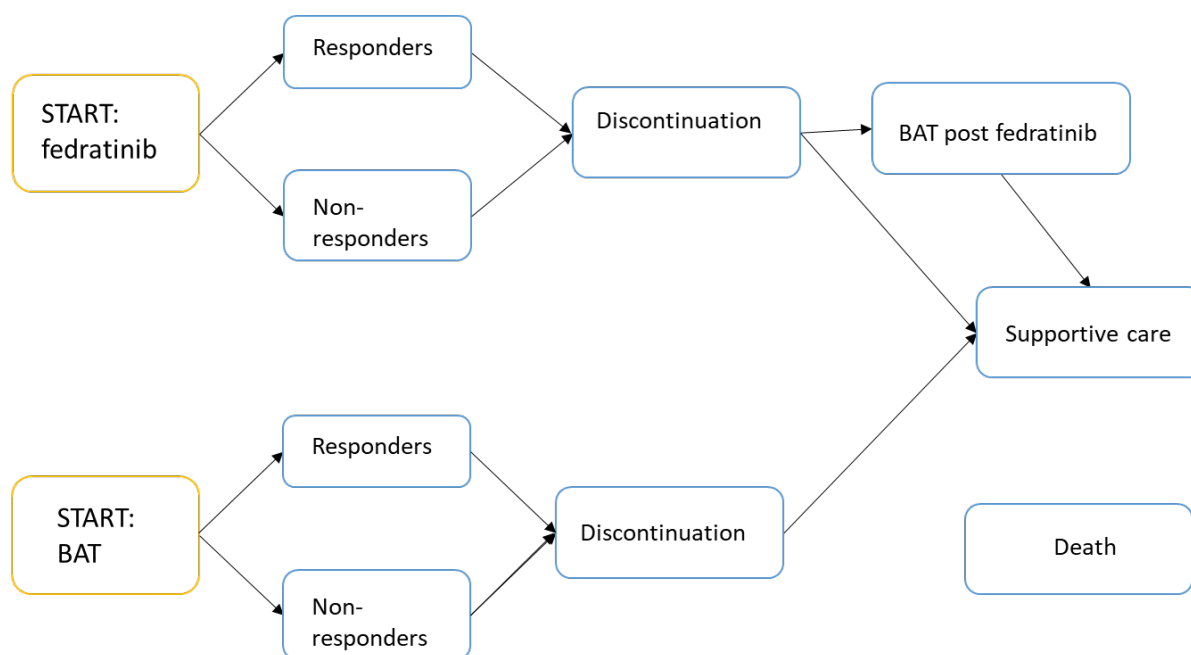 Responders
START:
fedratinib
Discontinuation
BAT post fedratinib
Non-
responders
Supportive care
Responders
START:
BAT
Discontinuation
Death
Non-
responders